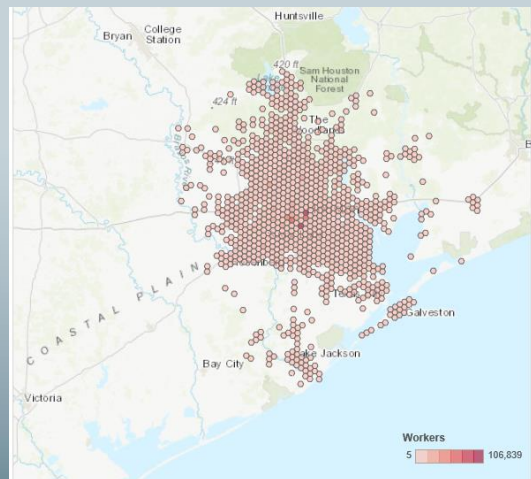 Huntsville
College
Station
Bryan
420 ft
Sam Houston
National
Forest
424 ft
The
COASTAL PLAIN
Galveston
Bay City
Jackson
Victoria
Workers
5
106,839